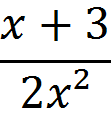 x + 3
2x²